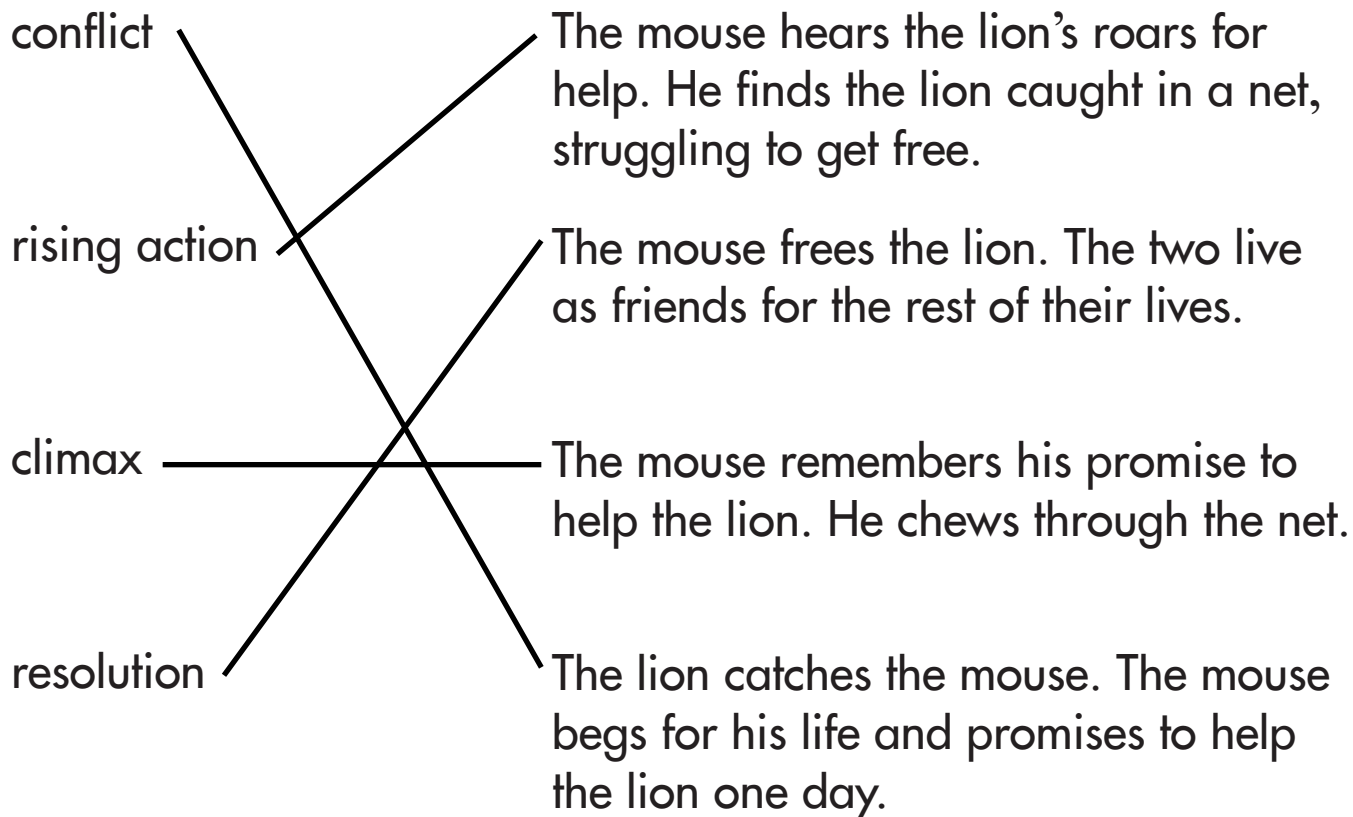 conflict
The mouse hears the lion’s roars for
help. He finds the lion caught in a net,
struggling to get free.
rising action
The mouse frees the lion. The two live
as friends for the rest of their lives.
climax
The mouse remembers his promise to
help the lion. He chews through the net.
resolution
The lion catches the mouse. The mouse
begs for his life and promises to help
the lion one day.